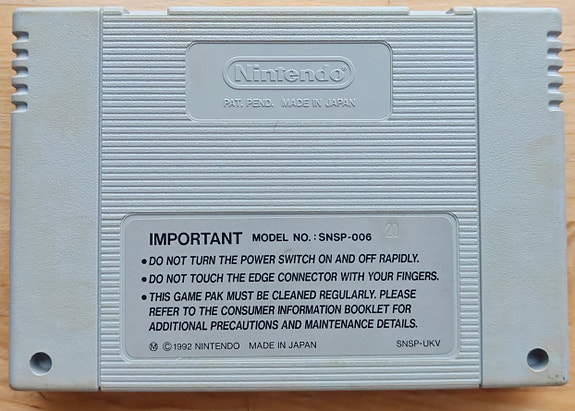 Nintendo
PAT. PEND. MADE IN JAPAN
IMPORTANT MODEL NO.: SNSP-006 20
• DO NOT TURN THE POWER SWITCH ON AND OFF RAPIDLY.
• DO NOT TOUCH THE EDGE CONNECTOR WITH YOUR FINGERS.
• THIS GAME PAK MUST BE CLEANED REGULARLY. PLEASE
REFER TO THE CONSUMER INFORMATION BOOKLET FOR
ADDITIONAL PRECAUTIONS AND MAINTENANCE DETAILS.
Ⓜ © 1992 NINTENDO MADE IN JAPAN SNSP-UKV